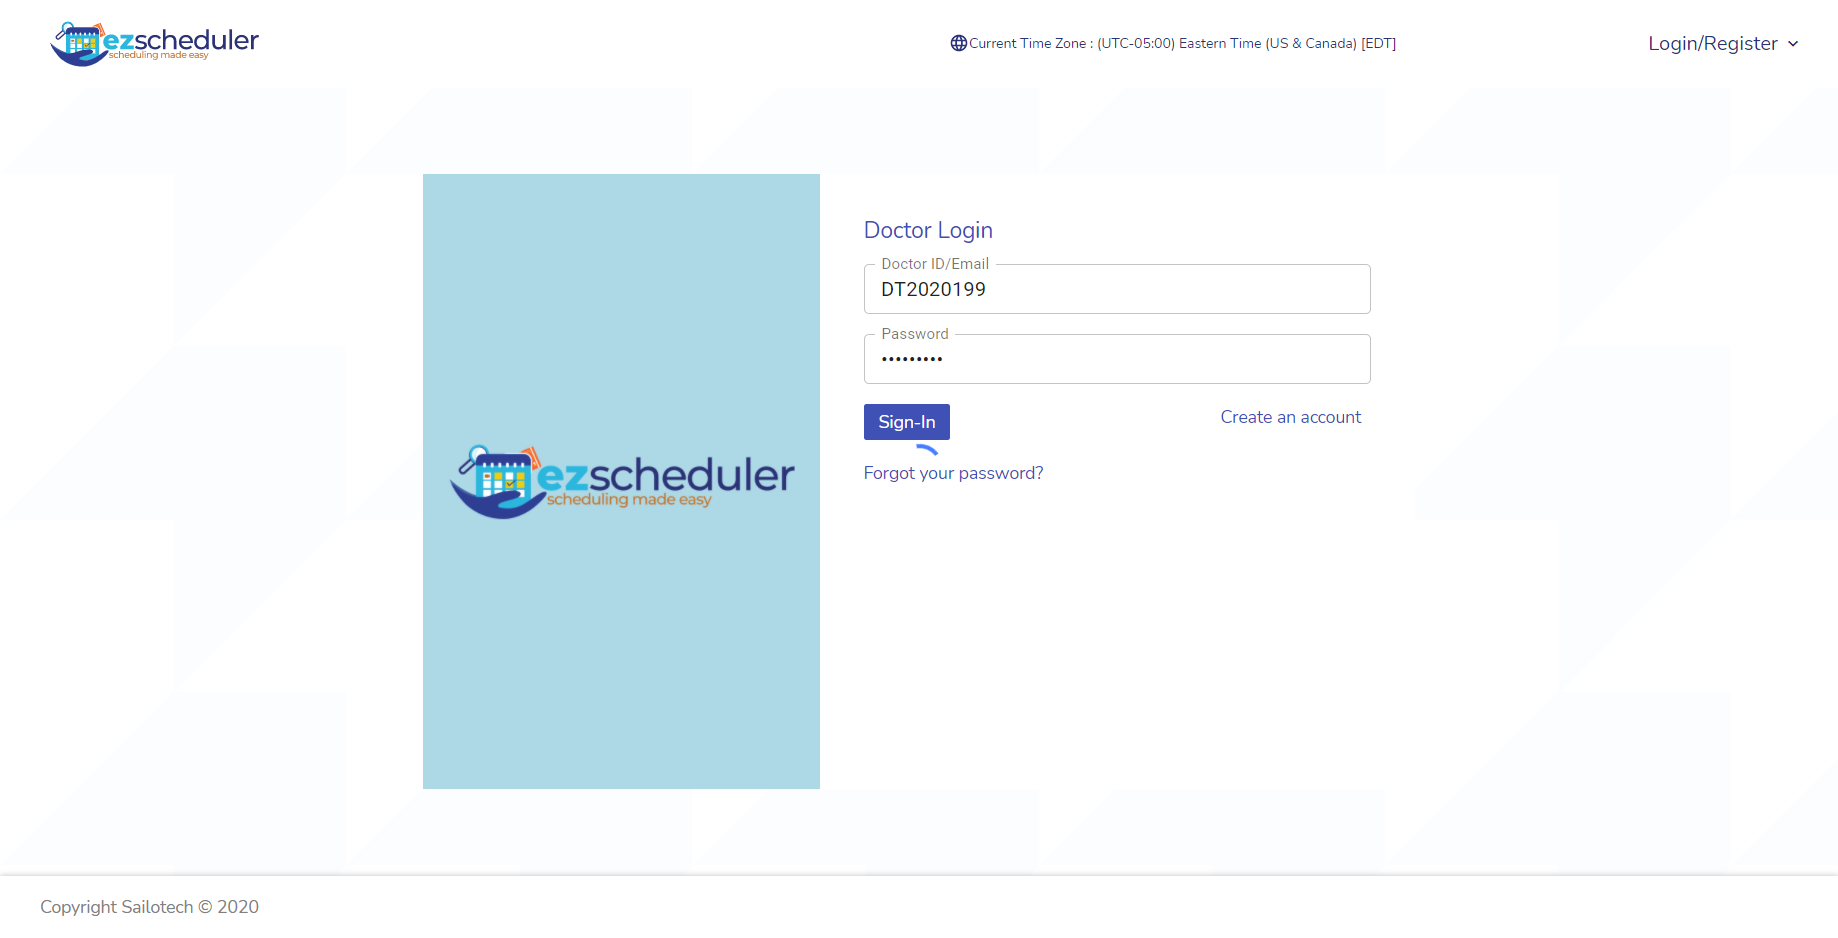 ezscheduler
scheduling made easy
Current Time Zone : (UTC-05:00) Eastern Time (US & Canada) [EDT]
Login/Register
Doctor Login
Doctor ID/Email
DT2020199
Password
•••••••••
Sign-In
Create an account
Forgot your password?
ezscheduler
scheduling made easy
Copyright Sailotech © 2020